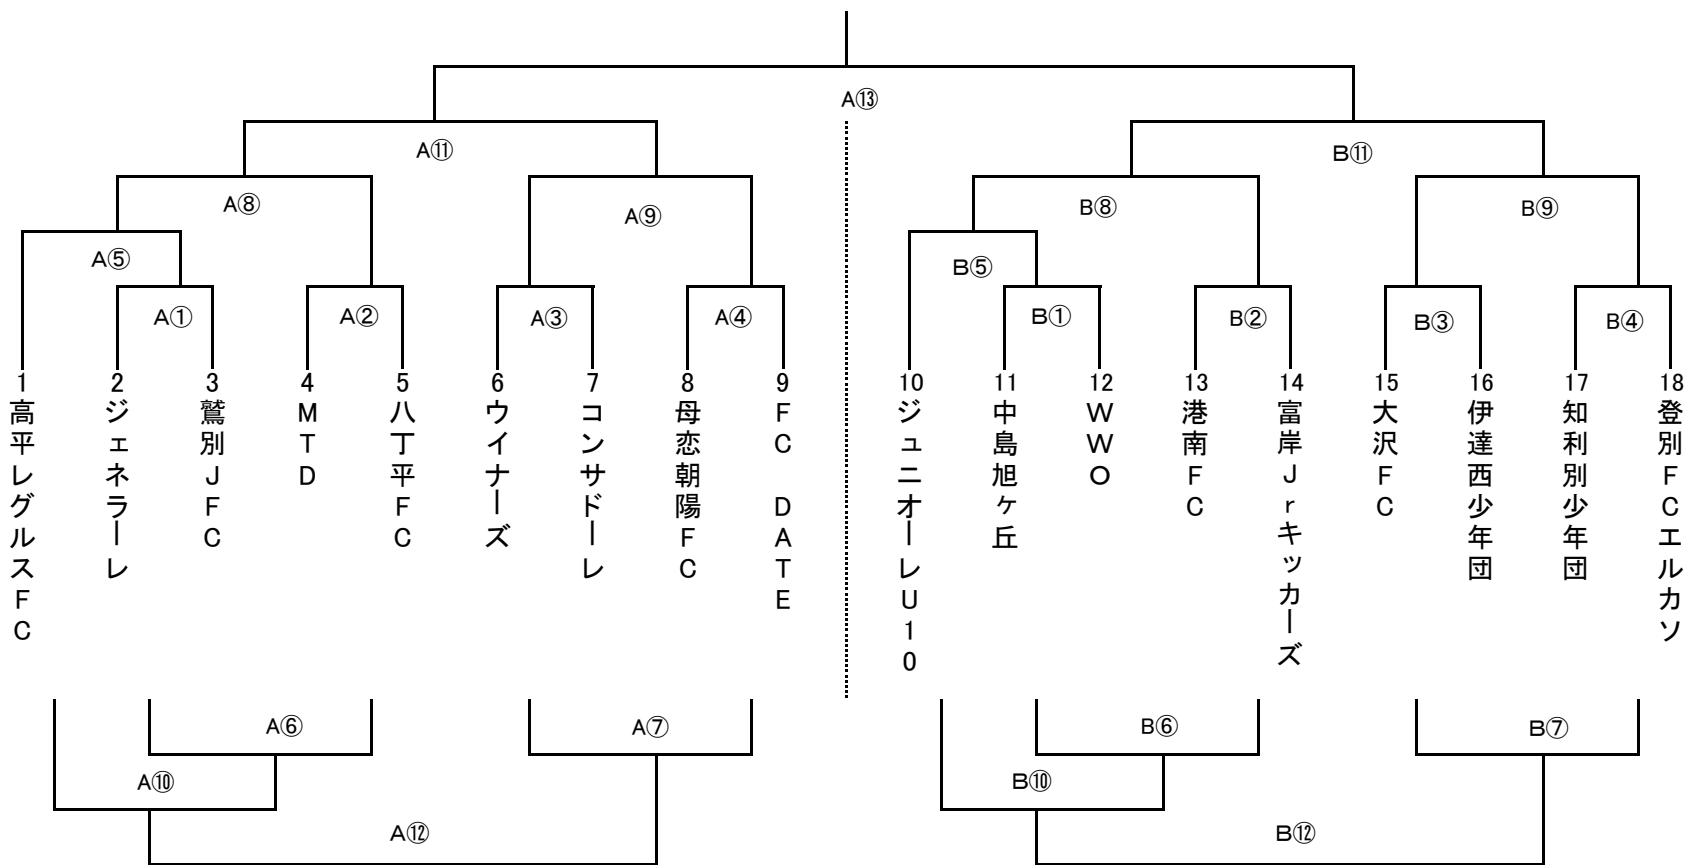 A⑬
A⑪
B⑪
A⑧
A⑨
B⑧
B⑨
A⑤
B⑤
A①
A②
A③
A④
B①
B②
B③
B④
1
高平レグルスFC
2
ジェネラーレ
3
鷲別JFC
4
MTD
5
八丁平FC
6
ウイナーズ
7
コンサドーレ
8
母恋朝陽FC
9
FC DATE
10
ジュニオーレU10
11
中島旭ヶ丘
12
WWO
13
港南FC
14
富岸Jrキッカーズ
15
大沢FC
16
伊達西少年団
17
知利別少年団
18
登別FCエルカソ
A⑥
A⑦
B⑥
B⑦
A⑩
B⑩
A⑫
B⑫